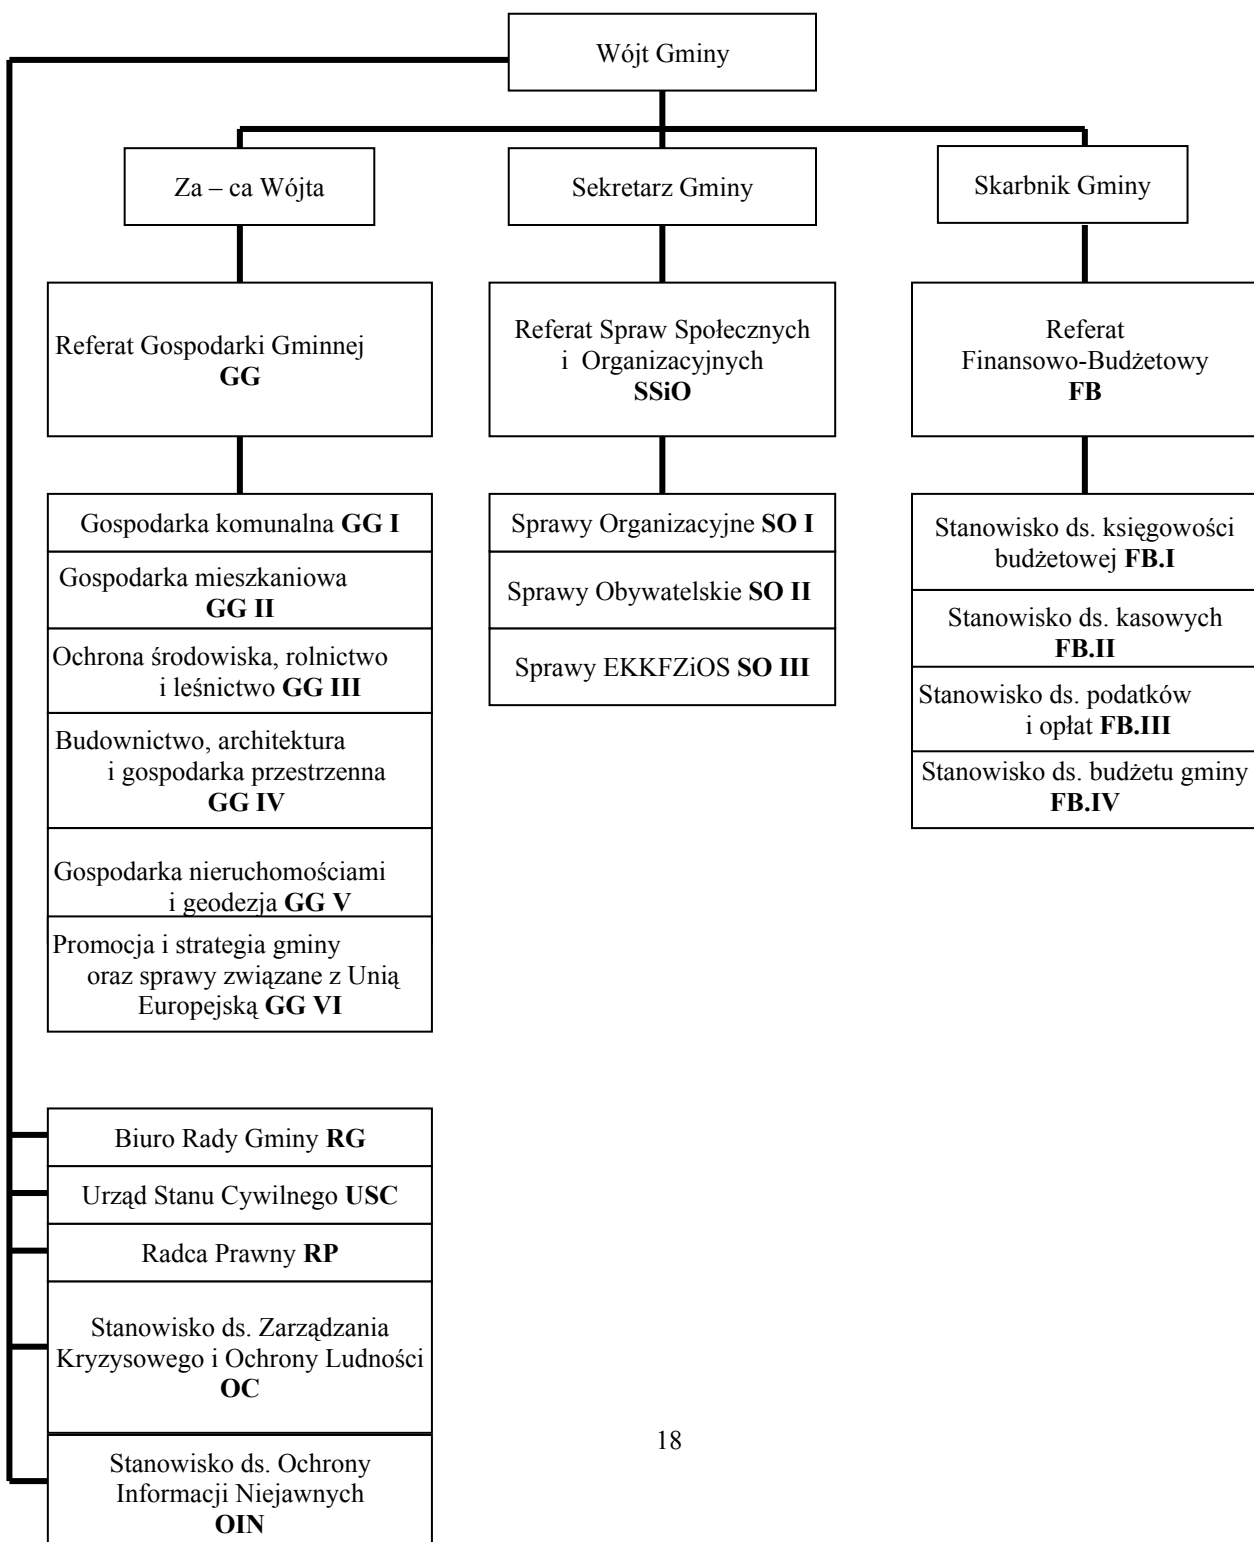 Wójt Gminy
Za – ca Wójta
Sekretarz Gminy
Skarbnik Gminy
Referat Gospodarki Gminnej
GG
Referat Spraw Społecznych
i Organizacyjnych
SSiO
Referat
Finansowo-Budżetowy
FB
Gospodarka komunalna GG I
Gospodarka mieszkaniowa
GG II
Ochrona środowiska, rolnictwo
i leśnictwo GG III
Budownictwo, architektura
i gospodarka przestrzenna
GG IV
Gospodarka nieruchomościami
i geodezja GG V
Promocja i strategia gminy
oraz sprawy związane z Unią
Europejską GG VI
Sprawy Organizacyjne SO I
Sprawy Obywatelskie SO II
Sprawy EKKFZiOS SO III
Stanowisko ds. księgowości
budżetowej FB.I
Stanowisko ds. kasowych
FB.II
Stanowisko ds. podatków
i opłat FB.III
Stanowisko ds. budżetu gminy
FB.IV
Biuro Rady Gminy RG
Urząd Stanu Cywilnego USC
Radca Prawny RP
Stanowisko ds. Zarządzania
Kryzysowego i Ochrony Ludności
OC
Stanowisko ds. Ochrony
Informacji Niejawnych
OIN
18